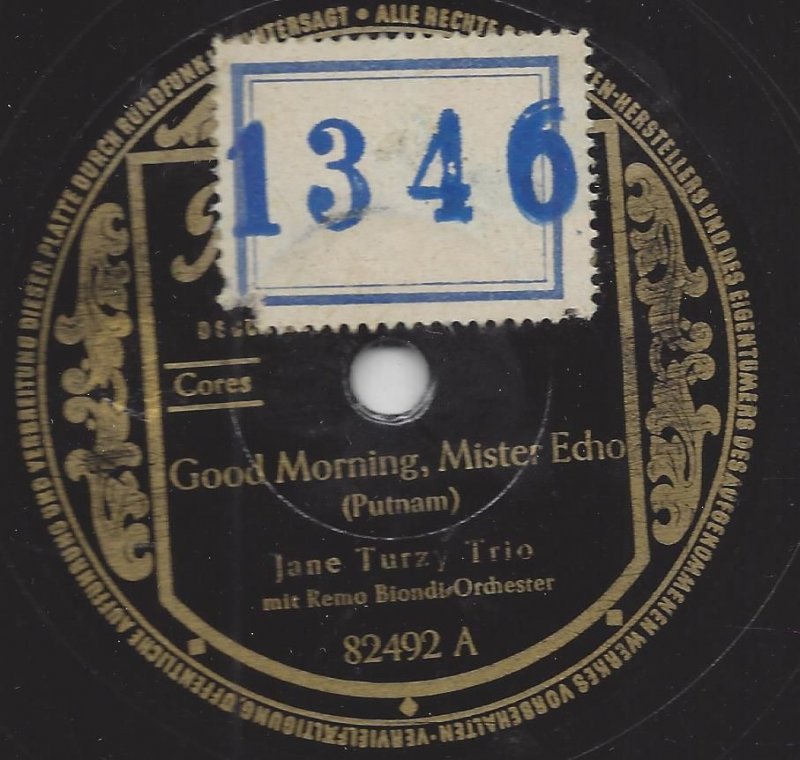 UNTERSAGT • ALLE RECHTE
HERSTELLERS UND DES EIGENTÜMERS DES AUFGENOMMENEN WERKES VORBEHALTEN · VERVIELFÄLTIGUNG, ÖFFENTLICHE AUFFÜHRUNG UND VERBREITUNG DIESER PLATTE DURCH RUNDFUNK
1346
Cores
Good Morning, Mister Echo
(Putnam)
Jane Turzy Trio
mit Remo Biondi-Orchester
82492 A